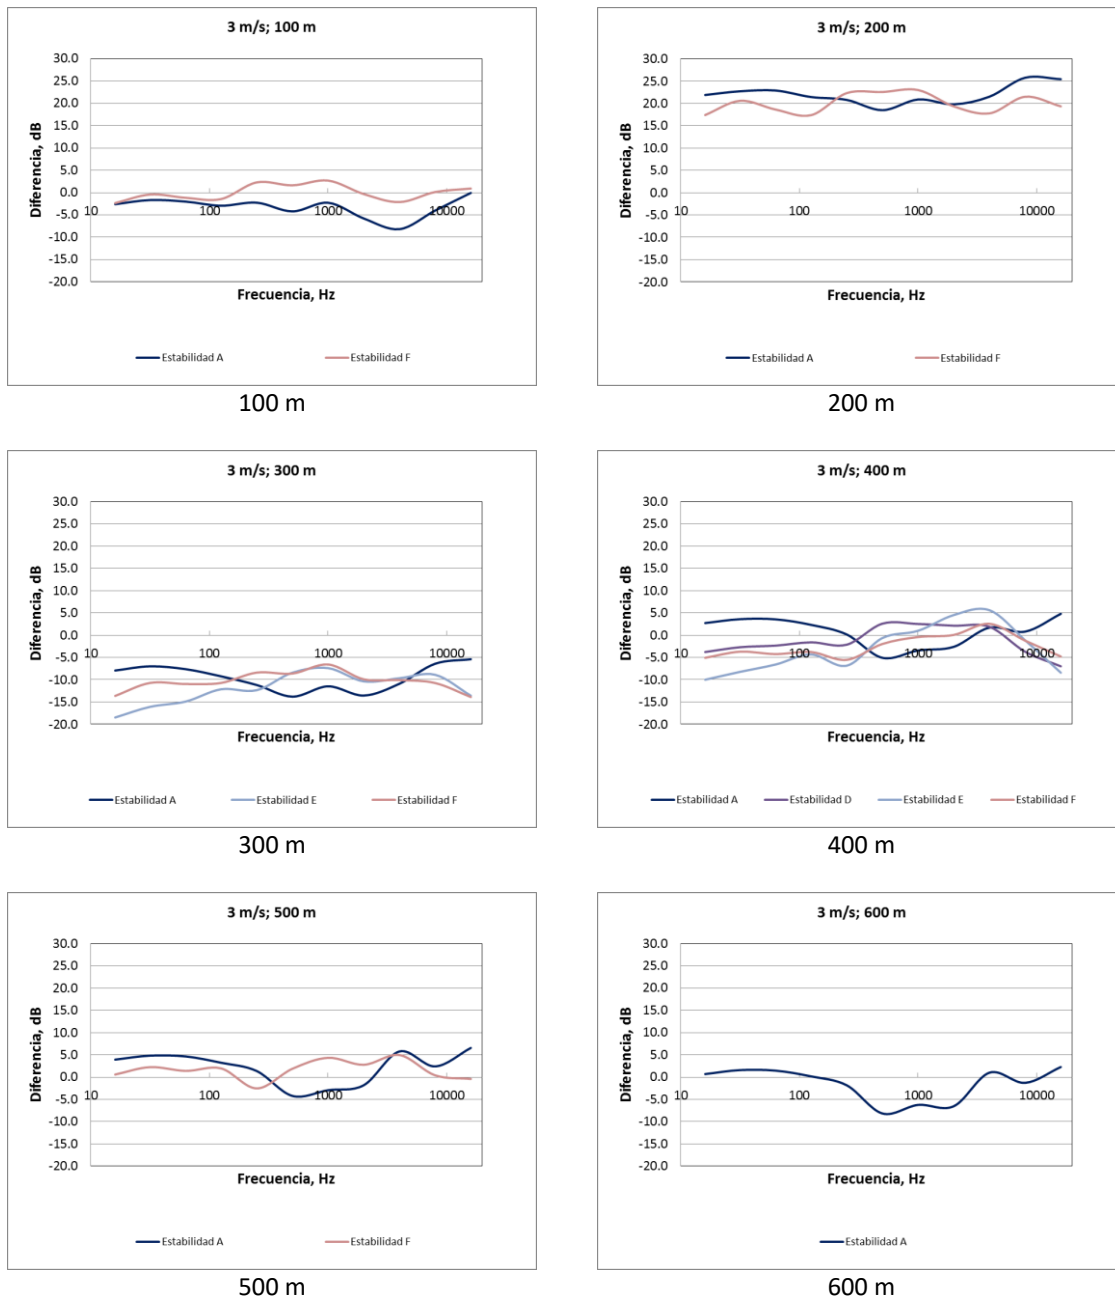 3 m/s; 100 m
30.0
25.0
20.0
15.0
10.0
5.0
0.0
-5.0
-10.0
-15.0
-20.0
10 100 1000 10000
Diferencia, dB
Frecuencia, Hz
Estabilidad A Estabilidad F
100 m
3 m/s; 200 m
30.0
25.0
20.0
15.0
10.0
5.0
0.0
-5.0
-10.0
-15.0
-20.0
10 100 1000 10000
Diferencia, dB
Frecuencia, Hz
Estabilidad A Estabilidad F
200 m
3 m/s; 300 m
30.0
25.0
20.0
15.0
10.0
5.0
0.0
-5.0
-10.0
-15.0
-20.0
10 100 1000 10000
Diferencia, dB
Frecuencia, Hz
Estabilidad A Estabilidad E Estabilidad F
300 m
3 m/s; 400 m
30.0
25.0
20.0
15.0
10.0
5.0
0.0
-5.0
-10.0
-15.0
-20.0
10 100 1000 10000
Diferencia, dB
Frecuencia, Hz
Estabilidad A Estabilidad D Estabilidad E Estabilidad F
400 m
3 m/s; 500 m
30.0
25.0
20.0
15.0
10.0
5.0
0.0
-5.0
-10.0
-15.0
-20.0
10 100 1000 10000
Diferencia, dB
Frecuencia, Hz
Estabilidad A Estabilidad F
500 m
3 m/s; 600 m
30.0
25.0
20.0
15.0
10.0
5.0
0.0
-5.0
-10.0
-15.0
-20.0
10 100 1000 10000
Diferencia, dB
Frecuencia, Hz
Estabilidad A
600 m